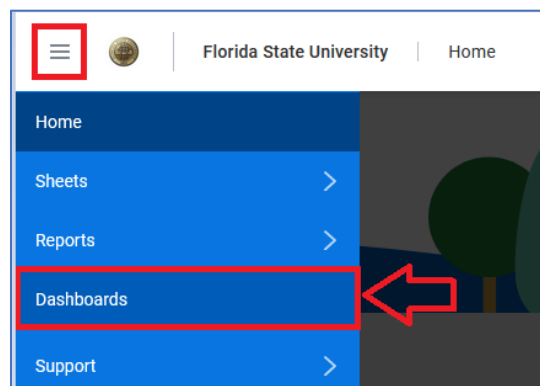 Florida State University Home
Home
Sheets
Reports
Dashboards
Support